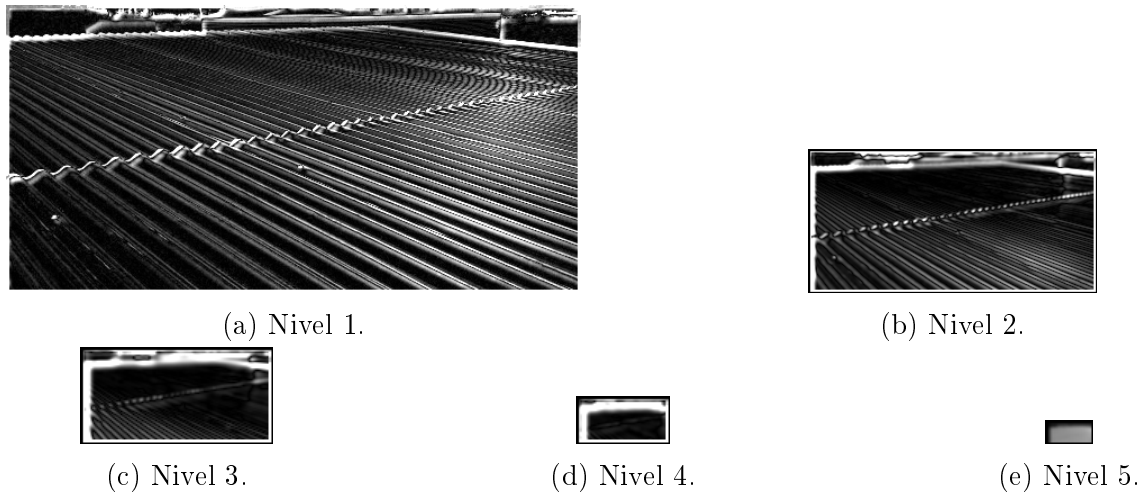 (a) Nivel 1.
(b) Nivel 2.
(c) Nivel 3.
(d) Nivel 4.
(e) Nivel 5.